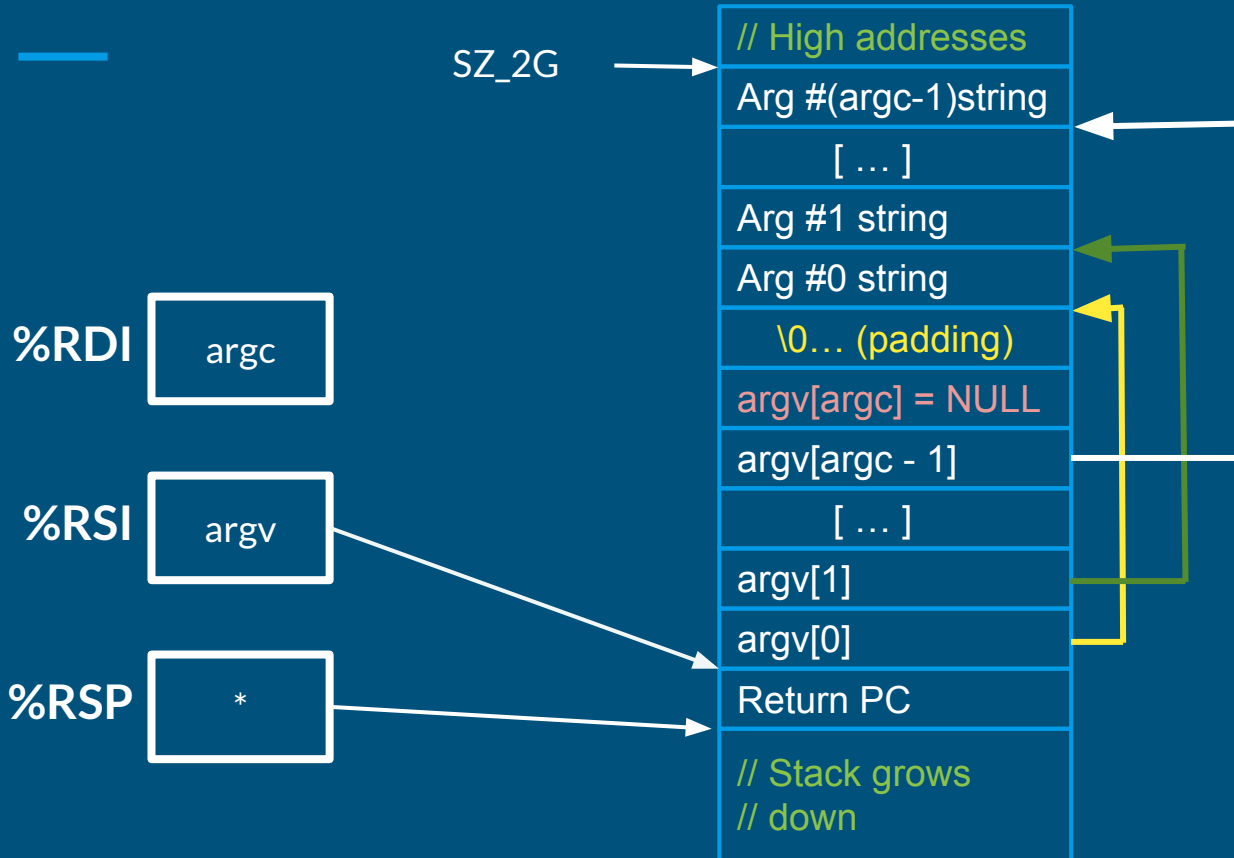 SZ_2G
// High addresses
Arg #(argc-1)string
[ … ]
Arg #1 string
Arg #0 string
\0… (padding)
argv[argc] = NULL
argv[argc - 1]
[ … ]
argv[1]
argv[0]
Return PC
// Stack grows
// down
%RDI
argc
%RSI
argv
%RSP
*